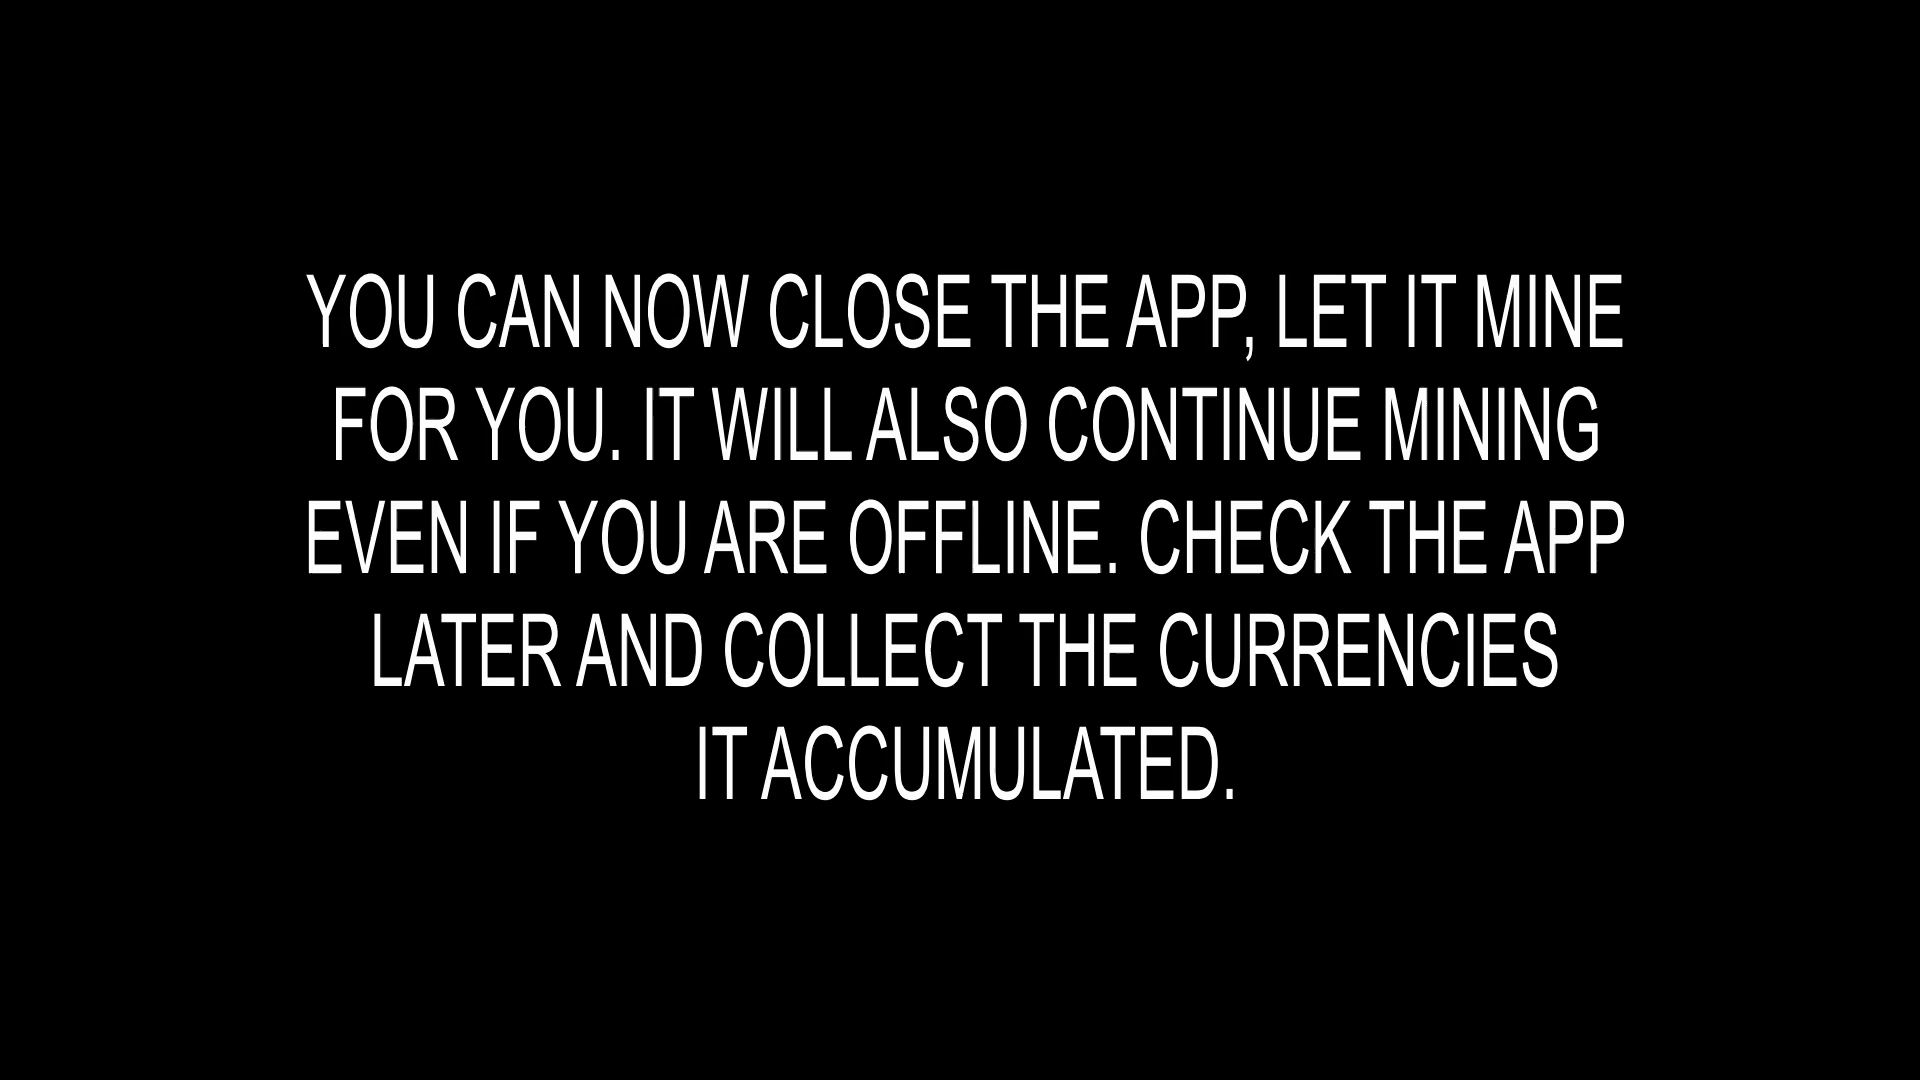 YOU CAN NOW CLOSE THE APP, LET IT MINE
FOR YOU. IT WILL ALSO CONTINUE MINING
EVEN IF YOU ARE OFFLINE. CHECK THE APP
LATER AND COLLECT THE CURRENCIES
IT ACCUMULATED.